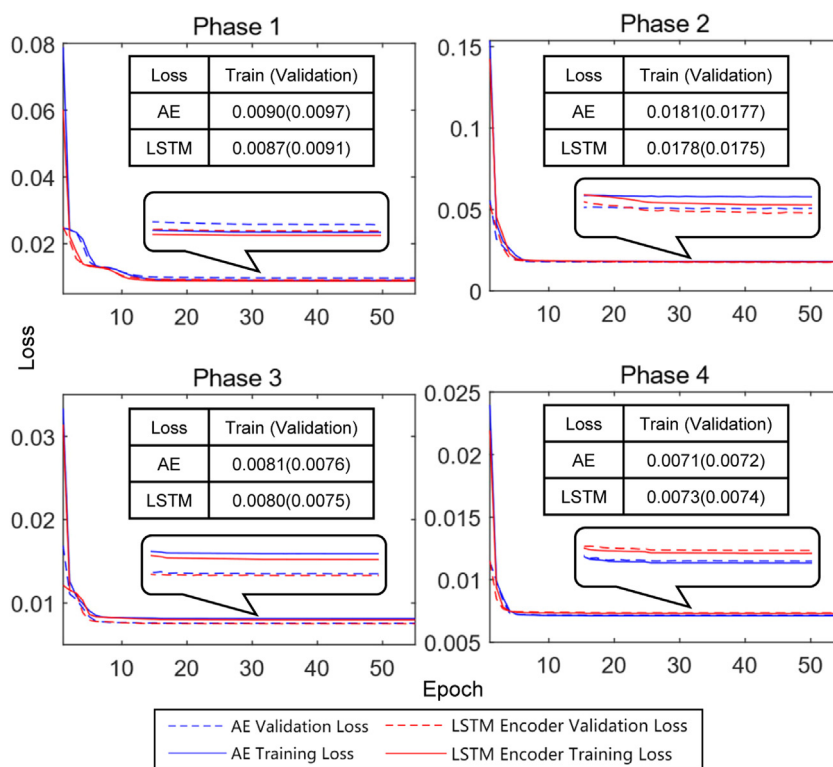 Phase 1
0.08
0.06
0.04
0.02
10 20 30 40 50
Loss Train (Validation)
AE 0.0090(0.0097)
LSTM 0.0087(0.0091)
Phase 2
0.15
0.1
0.05
0
10 20 30 40 50
Loss Train (Validation)
AE 0.0181(0.0177)
LSTM 0.0178(0.0175)
Loss
Phase 3
0.03
0.02
0.01
10 20 30 40 50
Loss Train (Validation)
AE 0.0081(0.0076)
LSTM 0.0080(0.0075)
Phase 4
0.025
0.02
0.015
0.01
0.005
10 20 30 40 50
Loss Train (Validation)
AE 0.0071(0.0072)
LSTM 0.0073(0.0074)
Epoch
AE Validation Loss LSTM Encoder Validation Loss
AE Training Loss LSTM Encoder Training Loss